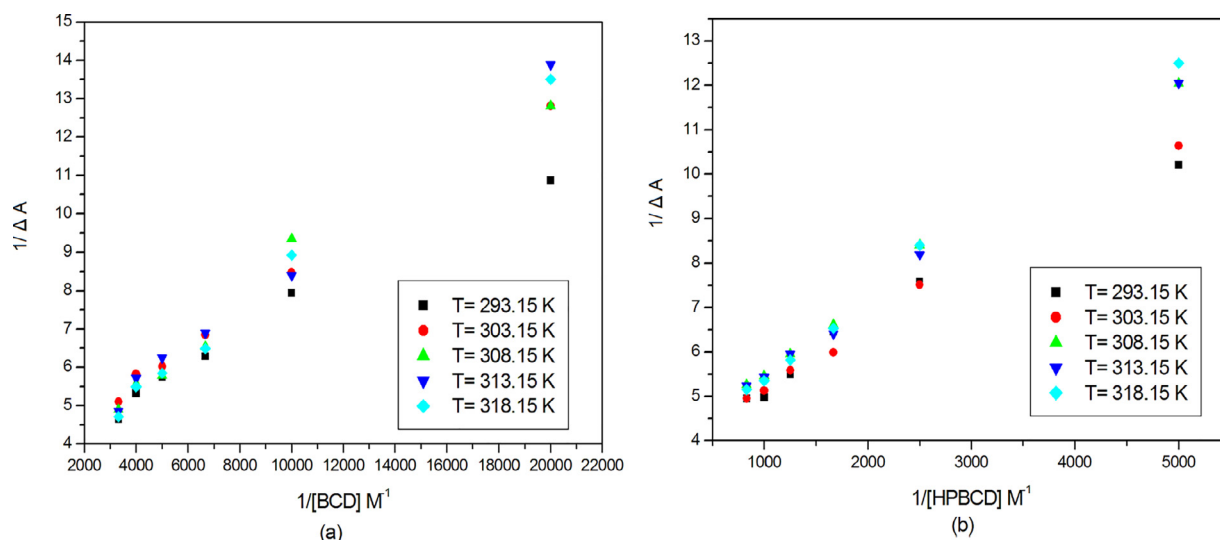 15
14
13
12
11
10
9
8
7
6
5
4
1/ Δ A
T= 293.15 K
T= 303.15 K
T= 308.15 K
T= 313.15 K
T= 318.15 K
2000 4000 6000 8000 10000 12000 14000 16000 18000 20000 22000
1/[BCD] M⁻¹
(a)
13
12
11
10
9
8
7
6
5
4
1/ Δ A
T= 293.15 K
T= 303.15 K
T= 308.15 K
T= 313.15 K
T= 318.15 K
1000 2000 3000 4000 5000
1/[HPBCD] M⁻¹
(b)